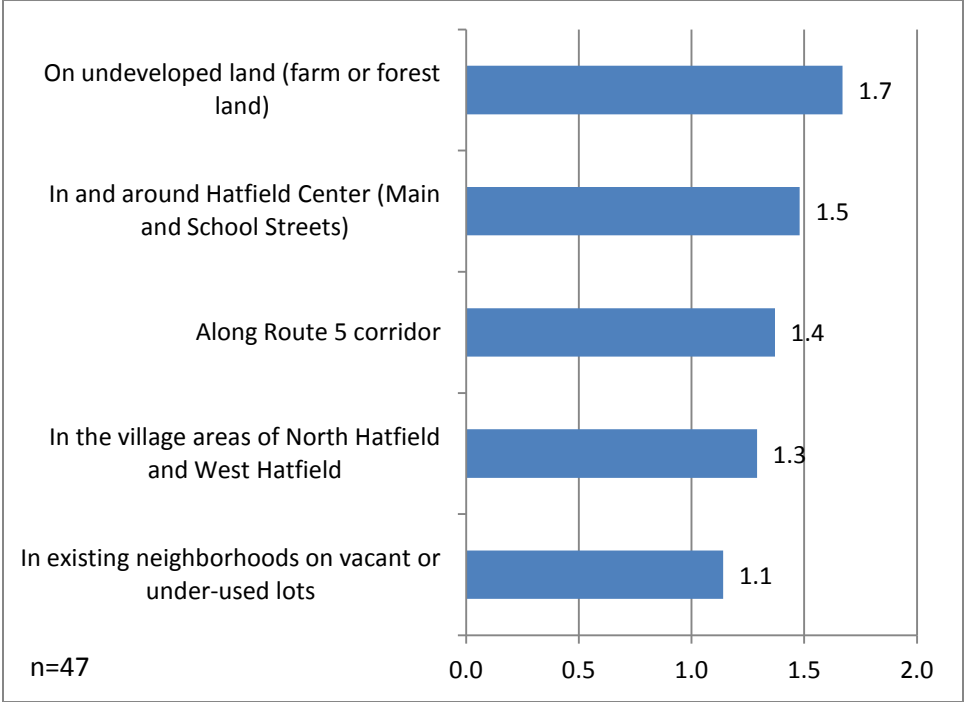 On undeveloped land (farm or forest
land)
1.7
In and around Hatfield Center (Main
and School Streets)
1.5
Along Route 5 corridor
1.4
In the village areas of North Hatfield
and West Hatfield
1.3
In existing neighborhoods on vacant or
under-used lots
1.1
n=47
0.0 0.5 1.0 1.5 2.0